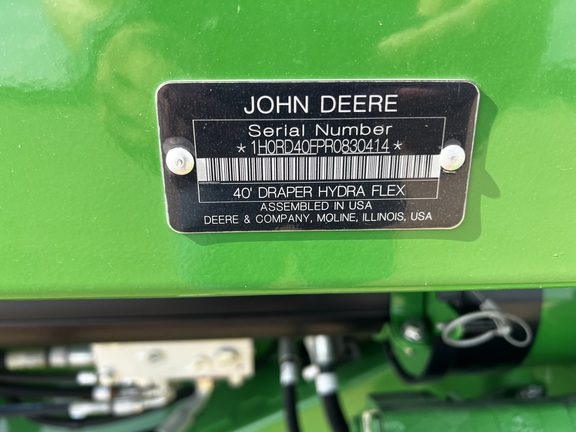 JOHN DEERE
Serial Number
*1H0RD40FPR0830414*
40' DRAPER HYDRA FLEX
ASSEMBLED IN USA
DEERE & COMPANY, MOLINE, ILLINOIS, USA